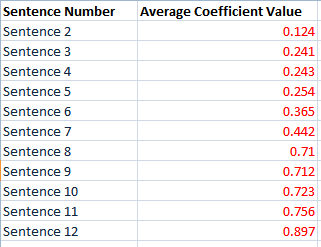 Sentence Number Average Coefficient Value
Sentence 2 0.124
Sentence 3 0.241
Sentence 4 0.243
Sentence 5 0.254
Sentence 6 0.365
Sentence 7 0.442
Sentence 8 0.71
Sentence 9 0.712
Sentence 10 0.723
Sentence 11 0.756
Sentence 12 0.897